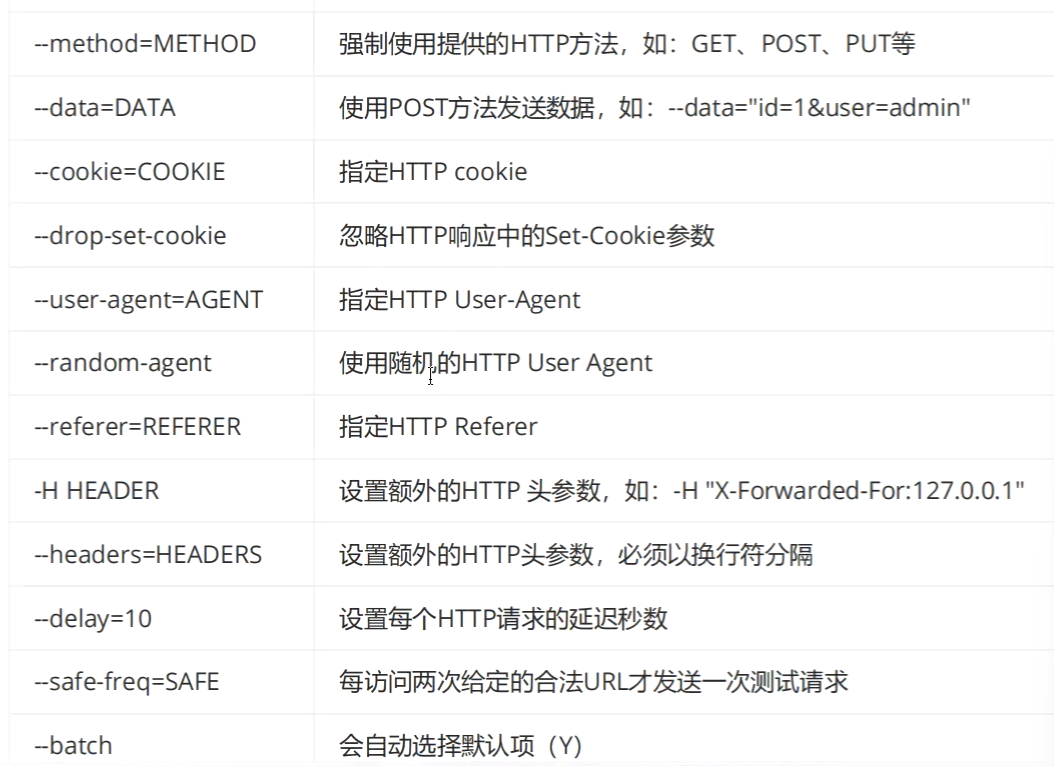 --method=METHOD 强制使用提供的HTTP方法，如：GET、POST、PUT等
--data=DATA 使用POST方法发送数据，如：--data="id=1&user=admin"
--cookie=COOKIE 指定HTTP cookie
--drop-set-cookie 忽略HTTP响应中的Set-Cookie参数
--user-agent=AGENT 指定HTTP User-Agent
--random-agent 使用随机的HTTP User Agent
--referer=REFERER 指定HTTP Referer
-H HEADER 设置额外的HTTP 头参数，如：-H "X-Forwarded-For:127.0.0.1"
--headers=HEADERS 设置额外的HTTP头参数，必须以换行符分隔
--delay=10 设置每个HTTP请求的延迟秒数
--safe-freq=SAFE 每访问两次给定的合法URL才发送一次测试请求
--batch 会自动选择默认项（Y）